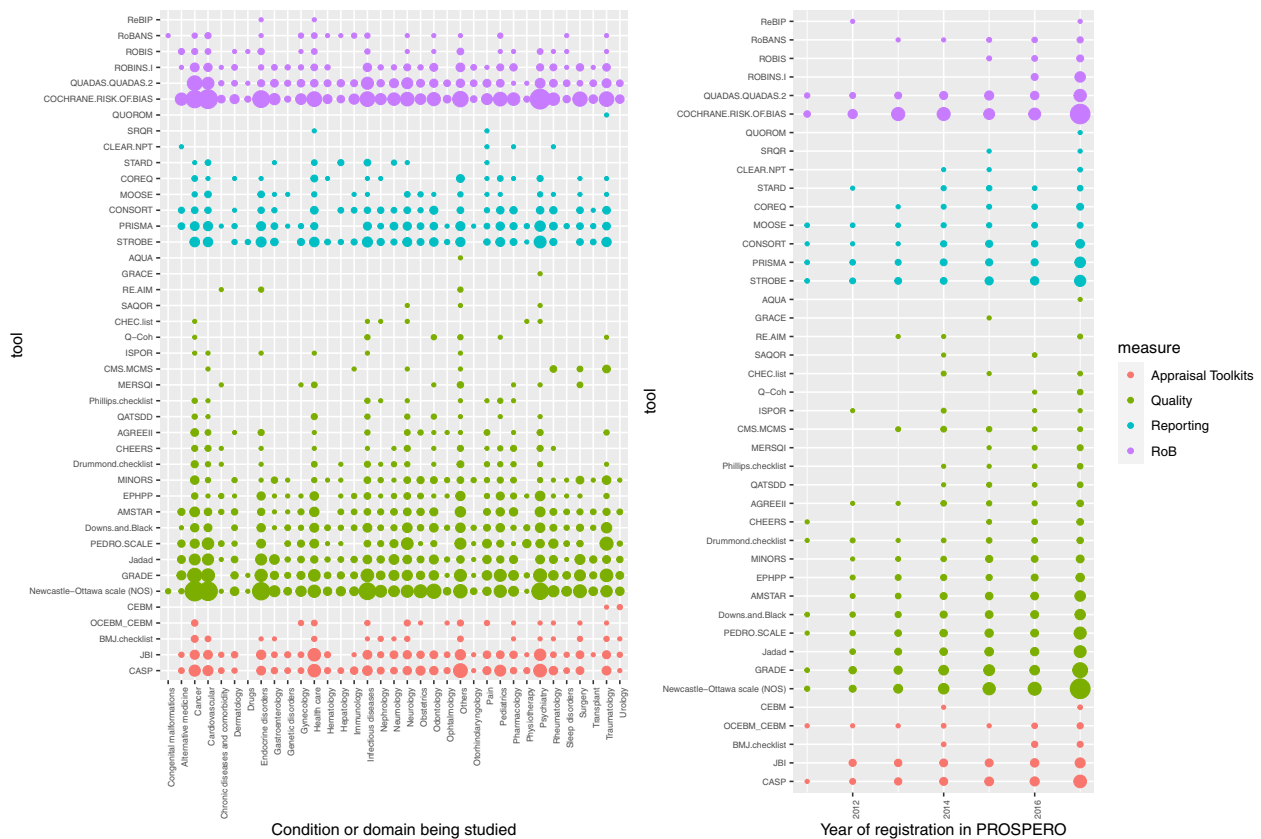 tool
ReBIP
RoBANS
ROBIS
ROBINS.I
QUADAS.QUADAS.2
COCHRANE.RISK.OF.BIAS
QUOROM
SRQR
CLEAR.NPT
STARD
COREQ
MOOSE
CONSORT
PRISMA
STROBE
AQUA
GRACE
RE.AIM
SAQOR
CHEC.list
Q−Coh
ISPOR
CMS.MCMS
MERSQI
Phillips.checklist
QATSDD
AGREEII
CHEERS
Drummond.checklist
MINORS
EPHPP
AMSTAR
Downs.and.Black
PEDRO.SCALE
Jadad
GRADE
Newcastle−Ottawa scale (NOS)
CEBM
OCEBM_CEBM
BMJ.checklist
JBI
CASP
Congenital malformations
Alternative medicine
Cancer
Cardiovascular
Chronic diseases and comorbidity
Dermatology
Drugs
Endocrine disorders
Gastroenterology
Genetic disorders
Gynecology
Health care
Hematology
Hepatology
Immunology
Infectious diseases
Nephrology
Naumology
Neurology
Obstetrics
Odontology
Ophtalmology
Others
Otorhindaryngology
Pain
Pediatrics
Pharmacology
Physiotherapy
Psychiatry
Rheumatology
Sleep disorders
Surgery
Transplant
Traumatology
Urology
Condition or domain being studied
tool
ReBIP
RoBANS
ROBIS
ROBINS.I
QUADAS.QUADAS.2
COCHRANE.RISK.OF.BIAS
QUOROM
SRQR
CLEAR.NPT
STARD
COREQ
MOOSE
CONSORT
PRISMA
STROBE
AQUA
GRACE
RE.AIM
SAQOR
CHEC.list
Q−Coh
ISPOR
CMS.MCMS
MERSQI
Phillips.checklist
QATSDD
AGREEII
CHEERS
Drummond.checklist
MINORS
EPHPP
AMSTAR
Downs.and.Black
PEDRO.SCALE
Jadad
GRADE
Newcastle−Ottawa scale (NOS)
CEBM
OCEBM_CEBM
BMJ.checklist
JBI
CASP
2012
2014
2016
Year of registration in PROSPERO
measure
Appraisal Toolkits
Quality
Reporting
RoB